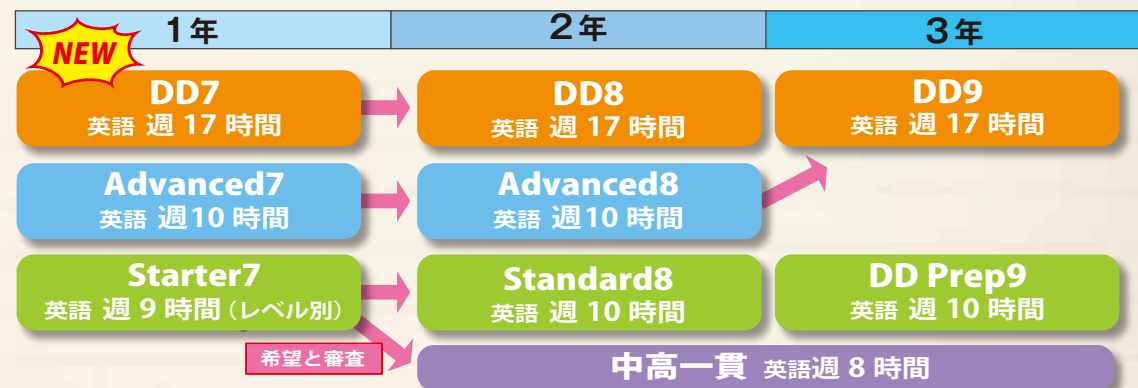 1年
2年
3年
NEW
DD7
英語 週 17 時間
DD8
英語 週 17 時間
DD9
英語 週 17 時間
Advanced7
英語 週10 時間
Advanced8
英語 週10 時間
Starter7
英語 週 9 時間（レベル別）
Standard8
英語 週 10 時間
DD Prep9
英語 週 10 時間
希望と審査
中高一貫 英語週 8 時間